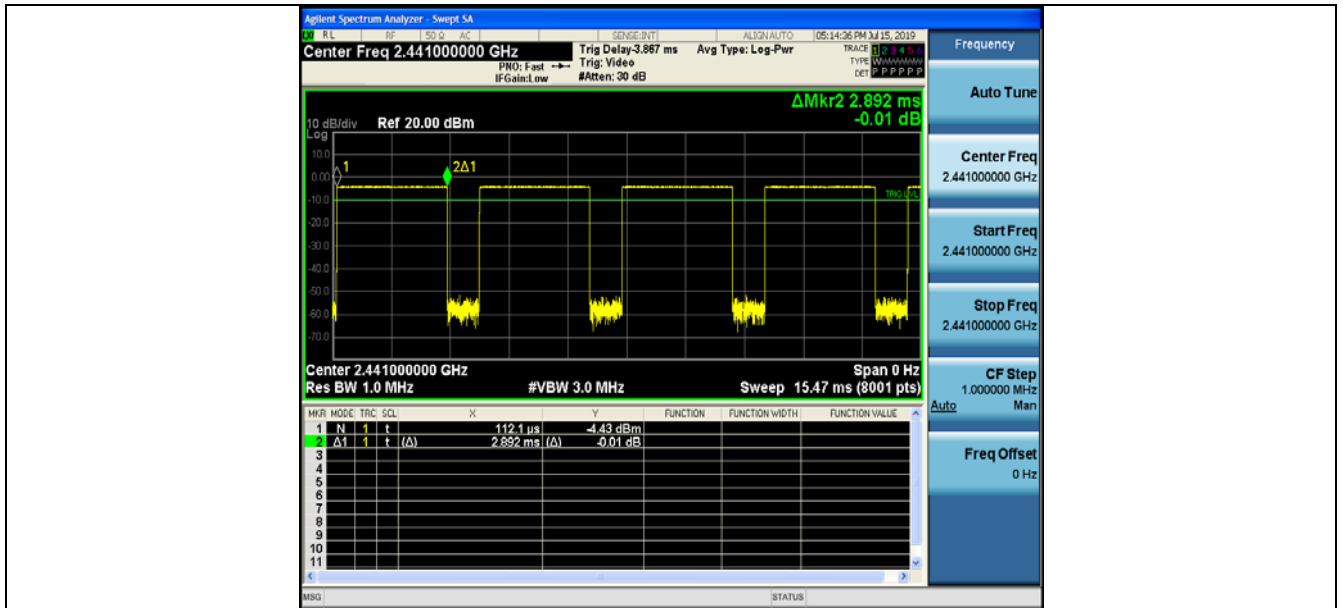 Agilent Spectrum Analyzer - Swept SA
RL RF 50 Ω AC SENSE:INT ALIGN AUTO 05:14:36 PM Jul 15, 2019
Center Freq 2.441000000 GHz Trig Delay-3.867 ms Avg Type: Log-Pwr TRACE 1 2 3 4 5 6
PNO: Fast Trig: Video TYPE WWWWWW
IFGain:Low #Atten: 30 dB DET P P P P P P
ΔMkr2 2.892 ms
-0.01 dB
10 dB/div Ref 20.00 dBm
Log
10.0
0.00
-10.0
-20.0
-30.0
-40.0
-50.0
-60.0
-70.0
1
2Δ1
TRIG LVL
Center 2.441000000 GHz Span 0 Hz
Res BW 1.0 MHz #VBW 3.0 MHz Sweep 15.47 ms (8001 pts)
MKR MODE TRC SCL X Y FUNCTION FUNCTION WIDTH FUNCTION VALUE
1 N 1 t 112.1 µs -4.43 dBm
2 Δ1 1 t (Δ) 2.892 ms (Δ) -0.01 dB
3
4
5
6
7
8
9
10
11
MSG STATUS
Frequency
Auto Tune
Center Freq
2.441000000 GHz
Start Freq
2.441000000 GHz
Stop Freq
2.441000000 GHz
CF Step
1.000000 MHz
Auto Man
Freq Offset
0 Hz